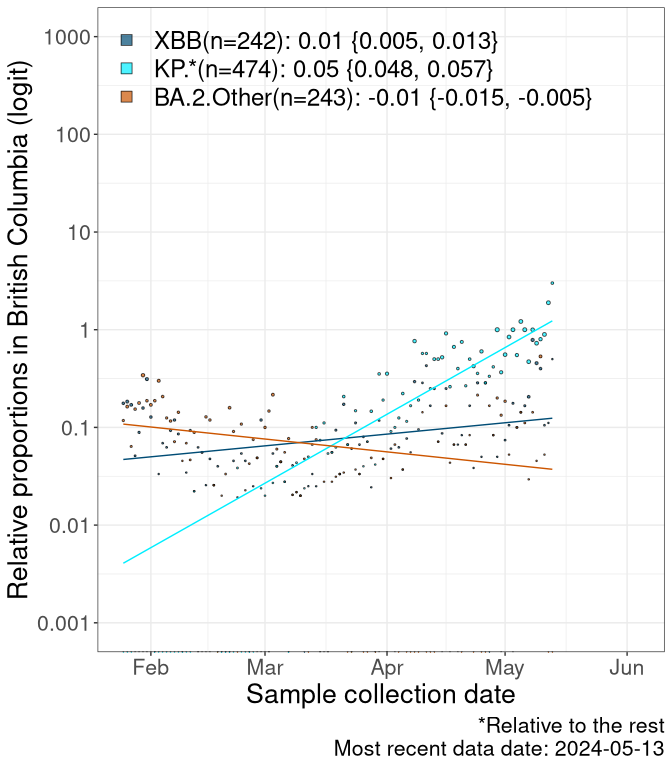 XBB(n=242): 0.01 {0.005, 0.013}
KP.*(n=474): 0.05 {0.048, 0.057}
BA.2.Other(n=243): -0.01 {-0.015, -0.005}
Relative proportions in British Columbia (logit)
1000
100
10
1
0.1
0.01
0.001
Feb Mar Apr May Jun
Sample collection date
*Relative to the rest
Most recent data date: 2024-05-13